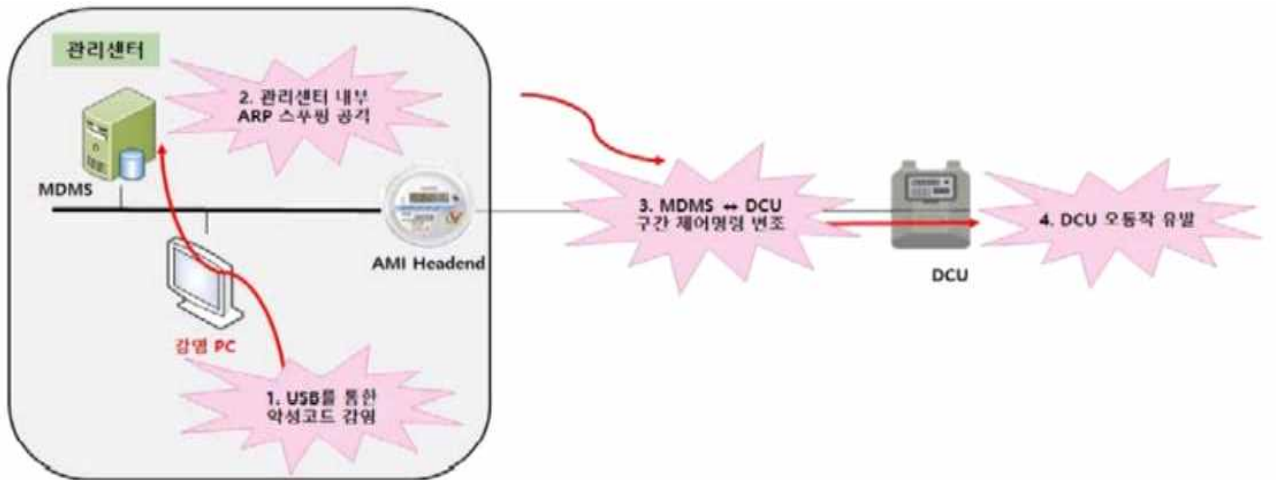 관리센터
2. 관리센터 내부
ARP 스푸핑 공격
MDMS
AMI Headend
감염 PC
1. USB를 통한
악성코드 감염
3. MDMS ↔ DCU
구간 제어명령 변조
DCU
4. DCU 오동작 유발